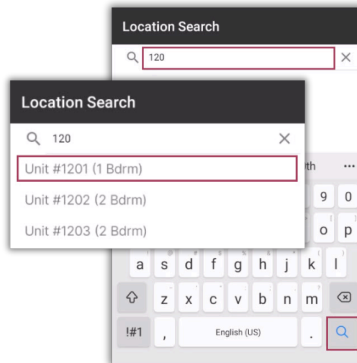 Location Search
120
Location Search
120
Unit #1201 (1 Bdrm)
Unit #1202 (2 Bdrm)
Unit #1203 (2 Bdrm)
9 0
o p
a s d f g h j k l
z x c v b n m
!#1 , English (US) .